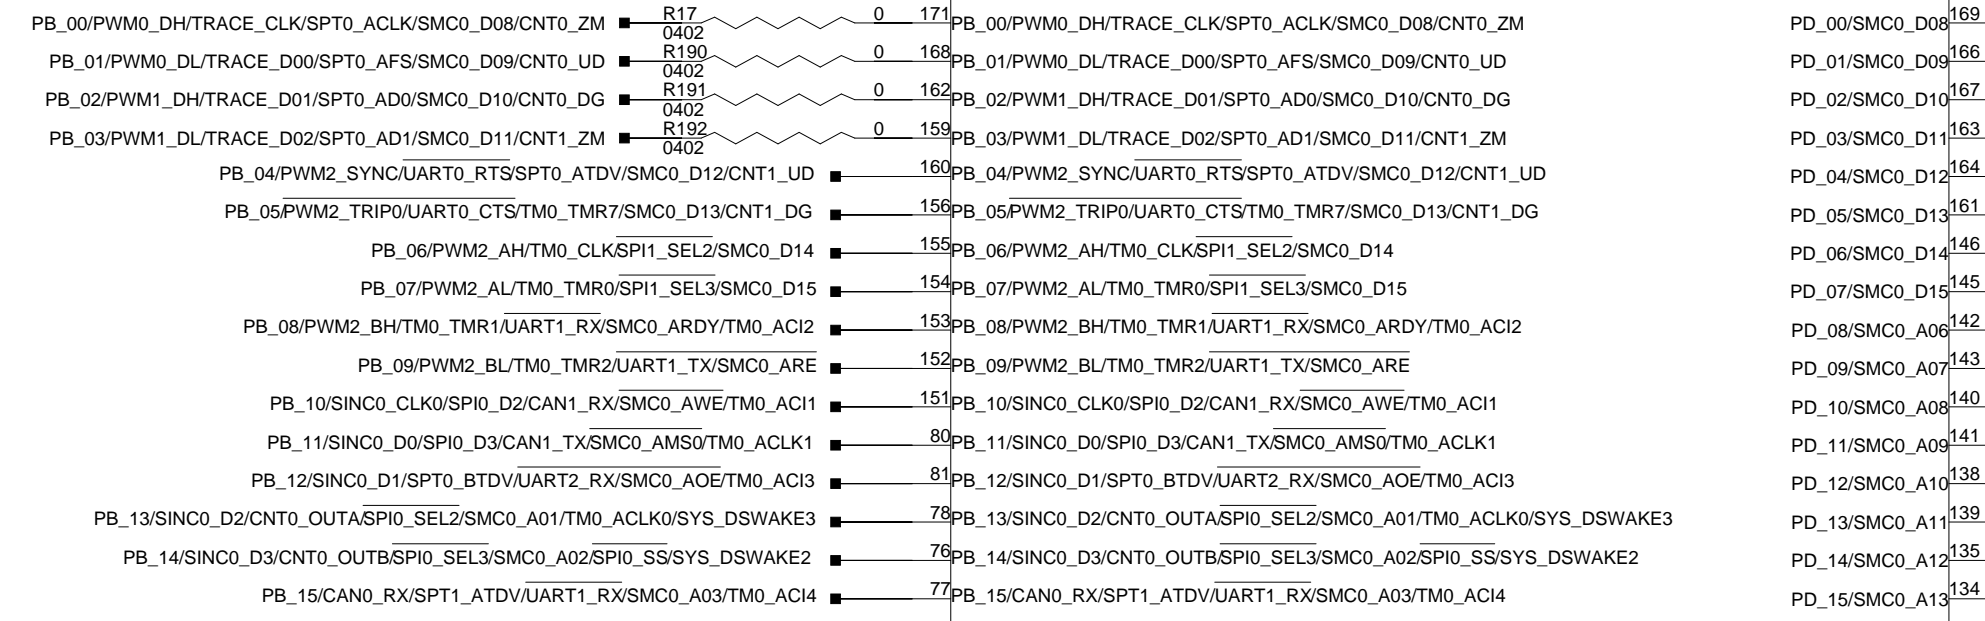 PB_00/PWM0_DH/TRACE_CLK/SPT0_ACLK/SMC0_D08/CNT0_ZM R17 0402 0 171 PB_00/PWM0_DH/TRACE_CLK/SPT0_ACLK/SMC0_D08/CNT0_ZM PD_00/SMC0_D08 169
PB_01/PWM0_DL/TRACE_D00/SPT0_AFS/SMC0_D09/CNT0_UD R190 0402 0 168 PB_01/PWM0_DL/TRACE_D00/SPT0_AFS/SMC0_D09/CNT0_UD PD_01/SMC0_D09 166
PB_02/PWM1_DH/TRACE_D01/SPT0_AD0/SMC0_D10/CNT0_DG R191 0402 0 162 PB_02/PWM1_DH/TRACE_D01/SPT0_AD0/SMC0_D10/CNT0_DG PD_02/SMC0_D10 167
PB_03/PWM1_DL/TRACE_D02/SPT0_AD1/SMC0_D11/CNT1_ZM R192 0402 0 159 PB_03/PWM1_DL/TRACE_D02/SPT0_AD1/SMC0_D11/CNT1_ZM PD_03/SMC0_D11 163
PB_04/PWM2_SYNC/UART0_RTS/SPT0_ATDV/SMC0_D12/CNT1_UD 160 PB_04/PWM2_SYNC/UART0_RTS/SPT0_ATDV/SMC0_D12/CNT1_UD PD_04/SMC0_D12 164
PB_05/PWM2_TRIP0/UART0_CTS/TM0_TMR7/SMC0_D13/CNT1_DG 156 PB_05/PWM2_TRIP0/UART0_CTS/TM0_TMR7/SMC0_D13/CNT1_DG PD_05/SMC0_D13 161
PB_06/PWM2_AH/TM0_CLK/SPI1_SEL2/SMC0_D14 155 PB_06/PWM2_AH/TM0_CLK/SPI1_SEL2/SMC0_D14 PD_06/SMC0_D14 146
PB_07/PWM2_AL/TM0_TMR0/SPI1_SEL3/SMC0_D15 154 PB_07/PWM2_AL/TM0_TMR0/SPI1_SEL3/SMC0_D15 PD_07/SMC0_D15 145
PB_08/PWM2_BH/TM0_TMR1/UART1_RX/SMC0_ARDY/TM0_ACI2 153 PB_08/PWM2_BH/TM0_TMR1/UART1_RX/SMC0_ARDY/TM0_ACI2 PD_08/SMC0_A06 142
PB_09/PWM2_BL/TM0_TMR2/UART1_TX/SMC0_ARE 152 PB_09/PWM2_BL/TM0_TMR2/UART1_TX/SMC0_ARE PD_09/SMC0_A07 143
PB_10/SINC0_CLK0/SPI0_D2/CAN1_RX/SMC0_AWE/TM0_ACI1 151 PB_10/SINC0_CLK0/SPI0_D2/CAN1_RX/SMC0_AWE/TM0_ACI1 PD_10/SMC0_A08 140
PB_11/SINC0_D0/SPI0_D3/CAN1_TX/SMC0_AMS0/TM0_ACLK1 80 PB_11/SINC0_D0/SPI0_D3/CAN1_TX/SMC0_AMS0/TM0_ACLK1 PD_11/SMC0_A09 141
PB_12/SINC0_D1/SPT0_BTDV/UART2_RX/SMC0_AOE/TM0_ACI3 81 PB_12/SINC0_D1/SPT0_BTDV/UART2_RX/SMC0_AOE/TM0_ACI3 PD_12/SMC0_A10 138
PB_13/SINC0_D2/CNT0_OUTA/SPI0_SEL2/SMC0_A01/TM0_ACLK0/SYS_DSWAKE3 78 PB_13/SINC0_D2/CNT0_OUTA/SPI0_SEL2/SMC0_A01/TM0_ACLK0/SYS_DSWAKE3 PD_13/SMC0_A11 139
PB_14/SINC0_D3/CNT0_OUTB/SPI0_SEL3/SMC0_A02/SPI0_SS/SYS_DSWAKE2 76 PB_14/SINC0_D3/CNT0_OUTB/SPI0_SEL3/SMC0_A02/SPI0_SS/SYS_DSWAKE2 PD_14/SMC0_A12 135
PB_15/CAN0_RX/SPT1_ATDV/UART1_RX/SMC0_A03/TM0_ACI4 77 PB_15/CAN0_RX/SPT1_ATDV/UART1_RX/SMC0_A03/TM0_ACI4 PD_15/SMC0_A13 134